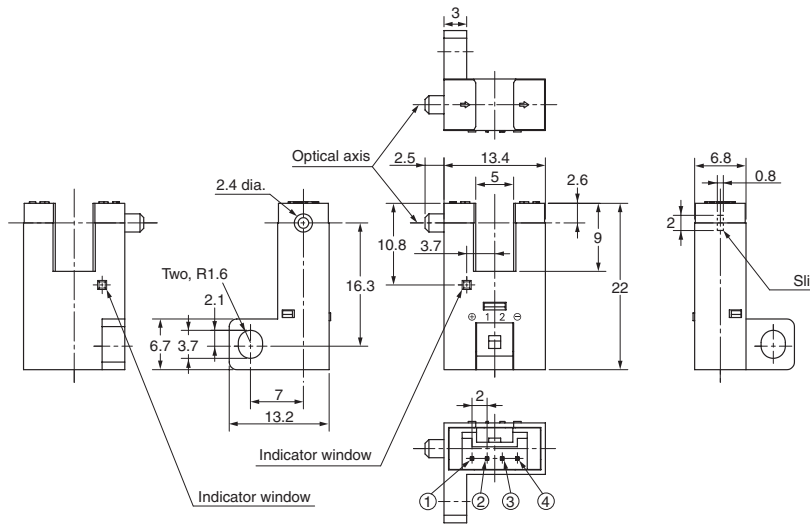 3
Optical axis
2.5
13.4
6.8
0.8
2.4 dia.
5
2.6
2
10.8
3.7
9
Two, R1.6
16.3
22
Sli
2.1
6.7
3.7
⊕ 1 2 ⊖
7
13.2
2
Indicator window
Indicator window
① ② ③ ④